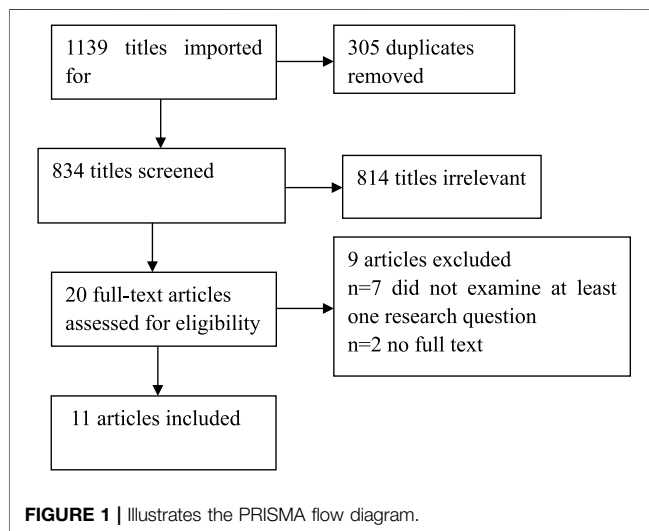 1139 titles imported
for
305 duplicates
removed
834 titles screened
814 titles irrelevant
20 full-text articles
assessed for eligibility
9 articles excluded
n=7 did not examine at least
one research question
n=2 no full text
11 articles included
FIGURE 1 | Illustrates the PRISMA flow diagram.